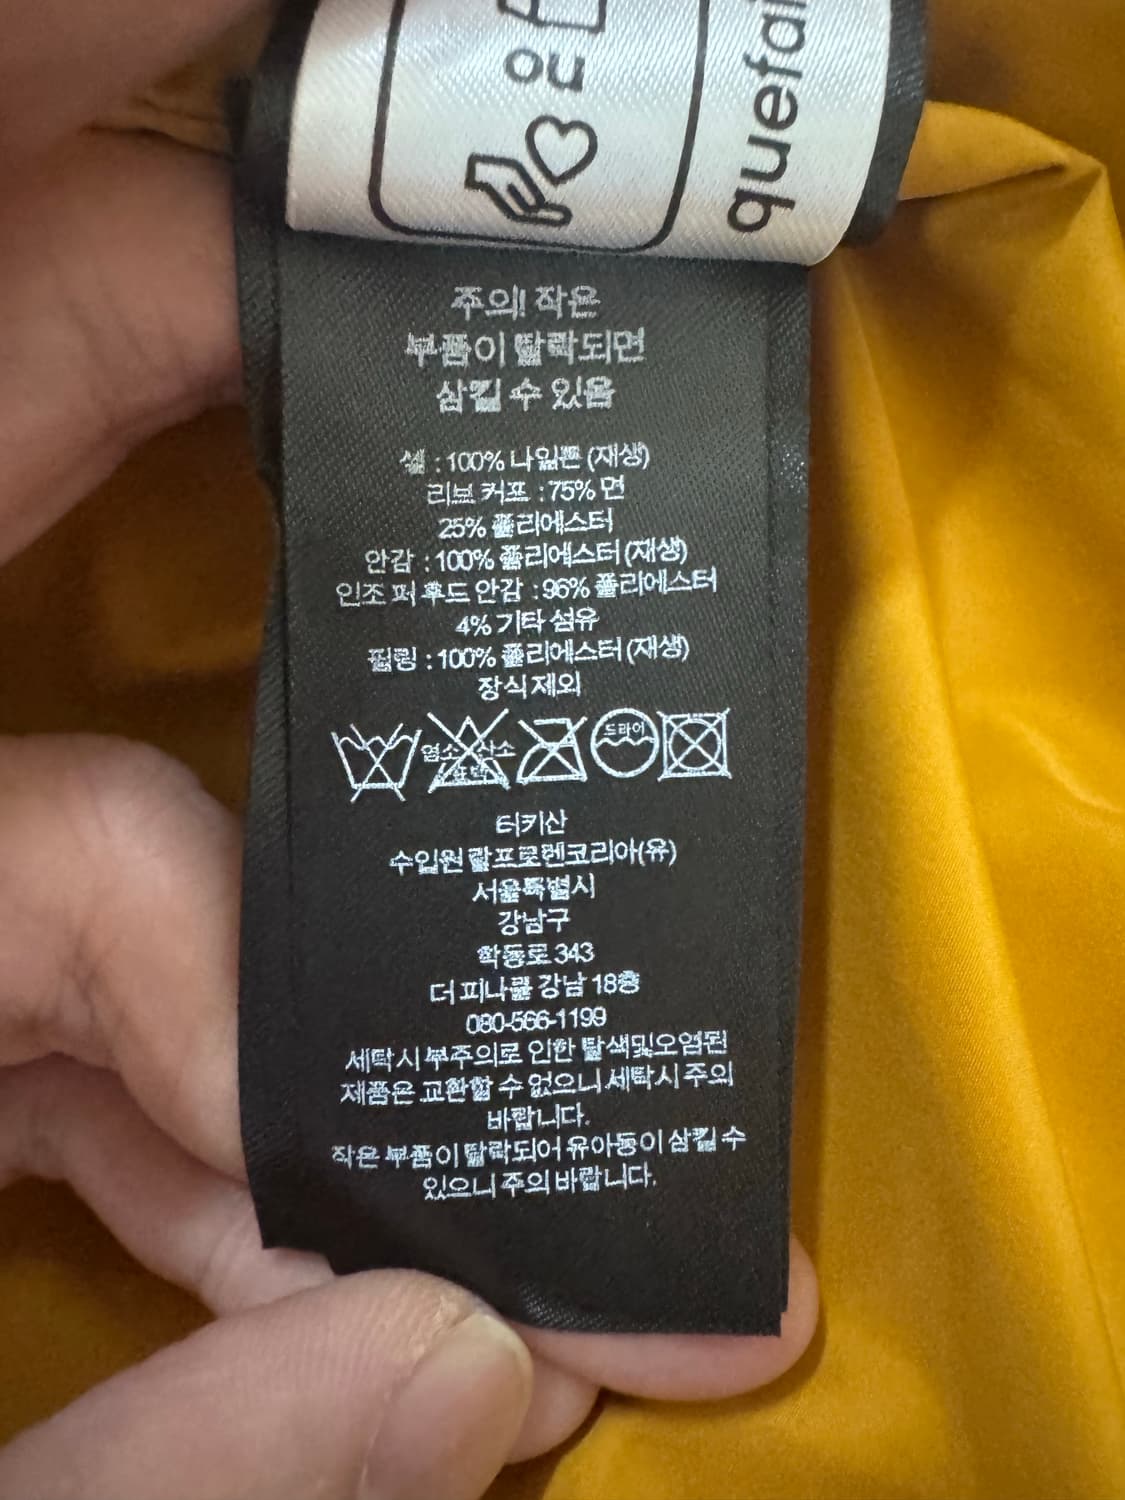 quefai
주의! 작은
부품이 탈락되면
삼킬 수 있음
쉘 : 100% 나일론 (재생)
리브 커프 : 75% 면
25% 폴리에스터
안감 : 100% 폴리에스터 (재생)
인조 퍼 후드 안감 : 96% 폴리에스터
4% 기타 섬유
필링 : 100% 폴리에스터 (재생)
장식 제외
염소 산소
표백
드라이
터키산
수입원 랄프로렌코리아(유)
서울특별시
강남구
학동로 343
더 피나클 강남 18층
080-566-1199
세탁시 부주의로 인한 탈색및오염된
제품은 교환할 수 없으니 세탁시 주의
바랍니다.
작은 부품이 탈락되어 유아동이 삼킬 수
있으니 주의 바랍니다.